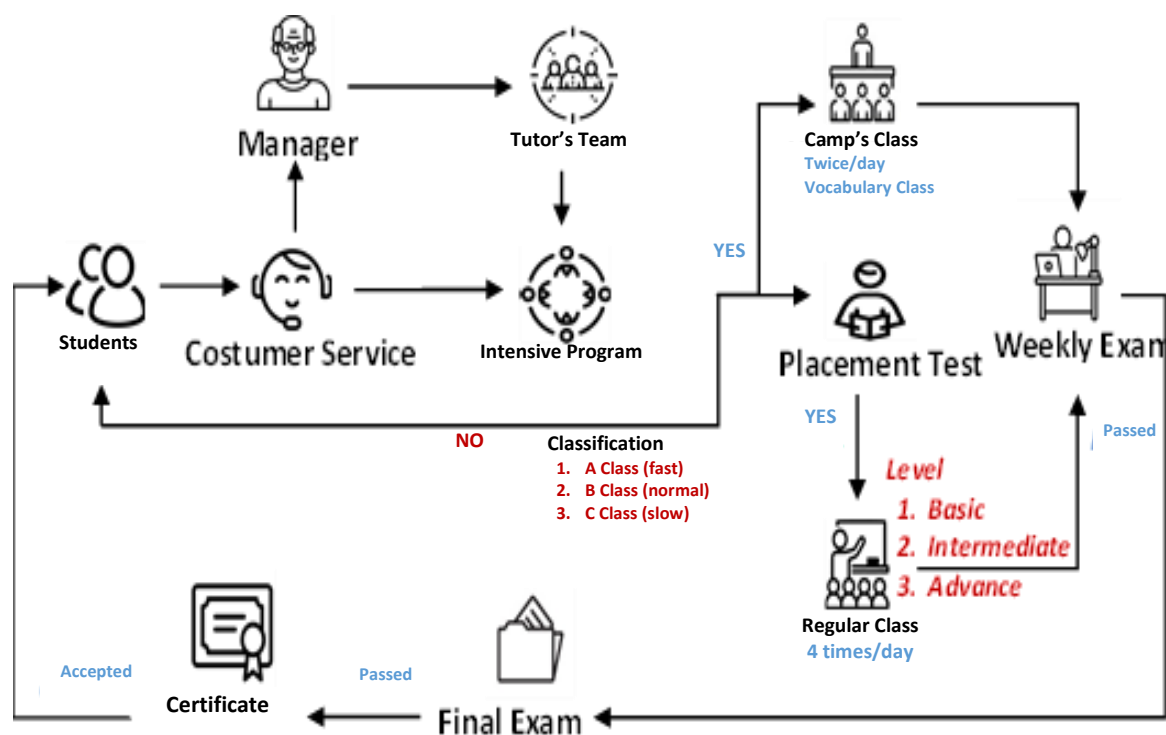 Manager
Tutor's Team
Camp's Class
Twice/day
Vocabulary Class
YES
Students
Costumer Service
Intensive Program
Placement Test
Weekly Exam
YES
Passed
NO
Classification
1. A Class (fast)
2. B Class (normal)
3. C Class (slow)
Level
1. Basic
2. Intermediate
3. Advance
Regular Class
4 times/day
Accepted
Certificate
Passed
Final Exam